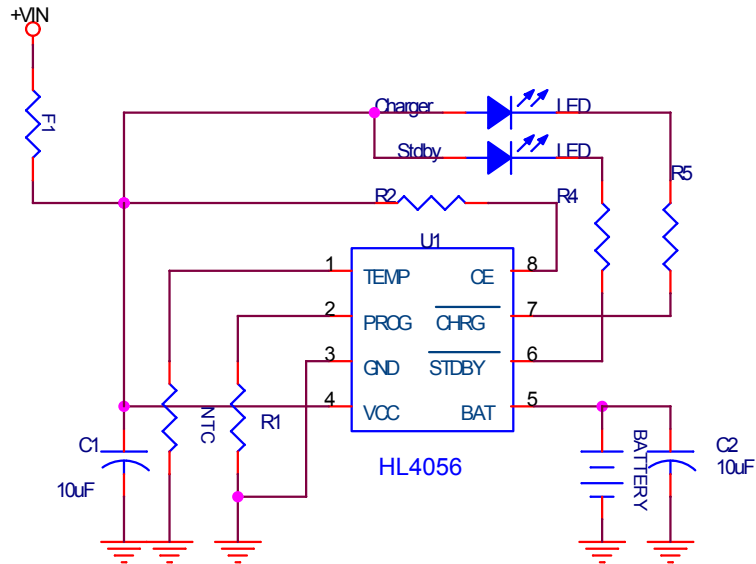 +VIN
F1
Charger
LED
Stdby
LED
R2
R4
R5
U1
1
TEMP
CE
8
2
PROG
CHRG
7
3
GND
STDBY
6
4
VCC
BAT
5
NTC
R1
C1
10uF
HL4056
BATTERY
C2
10uF